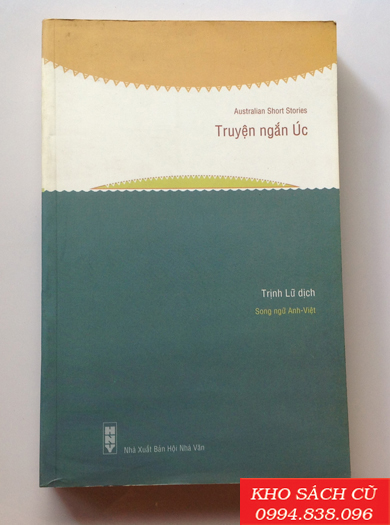 Australian Short Stories
Truyện ngắn Úc
Trịnh Lữ dịch
Song ngữ Anh-Việt
HNV
Nhà Xuất Bản Hội Nhà Văn
KHO SÁCH CŨ
0994.838.096